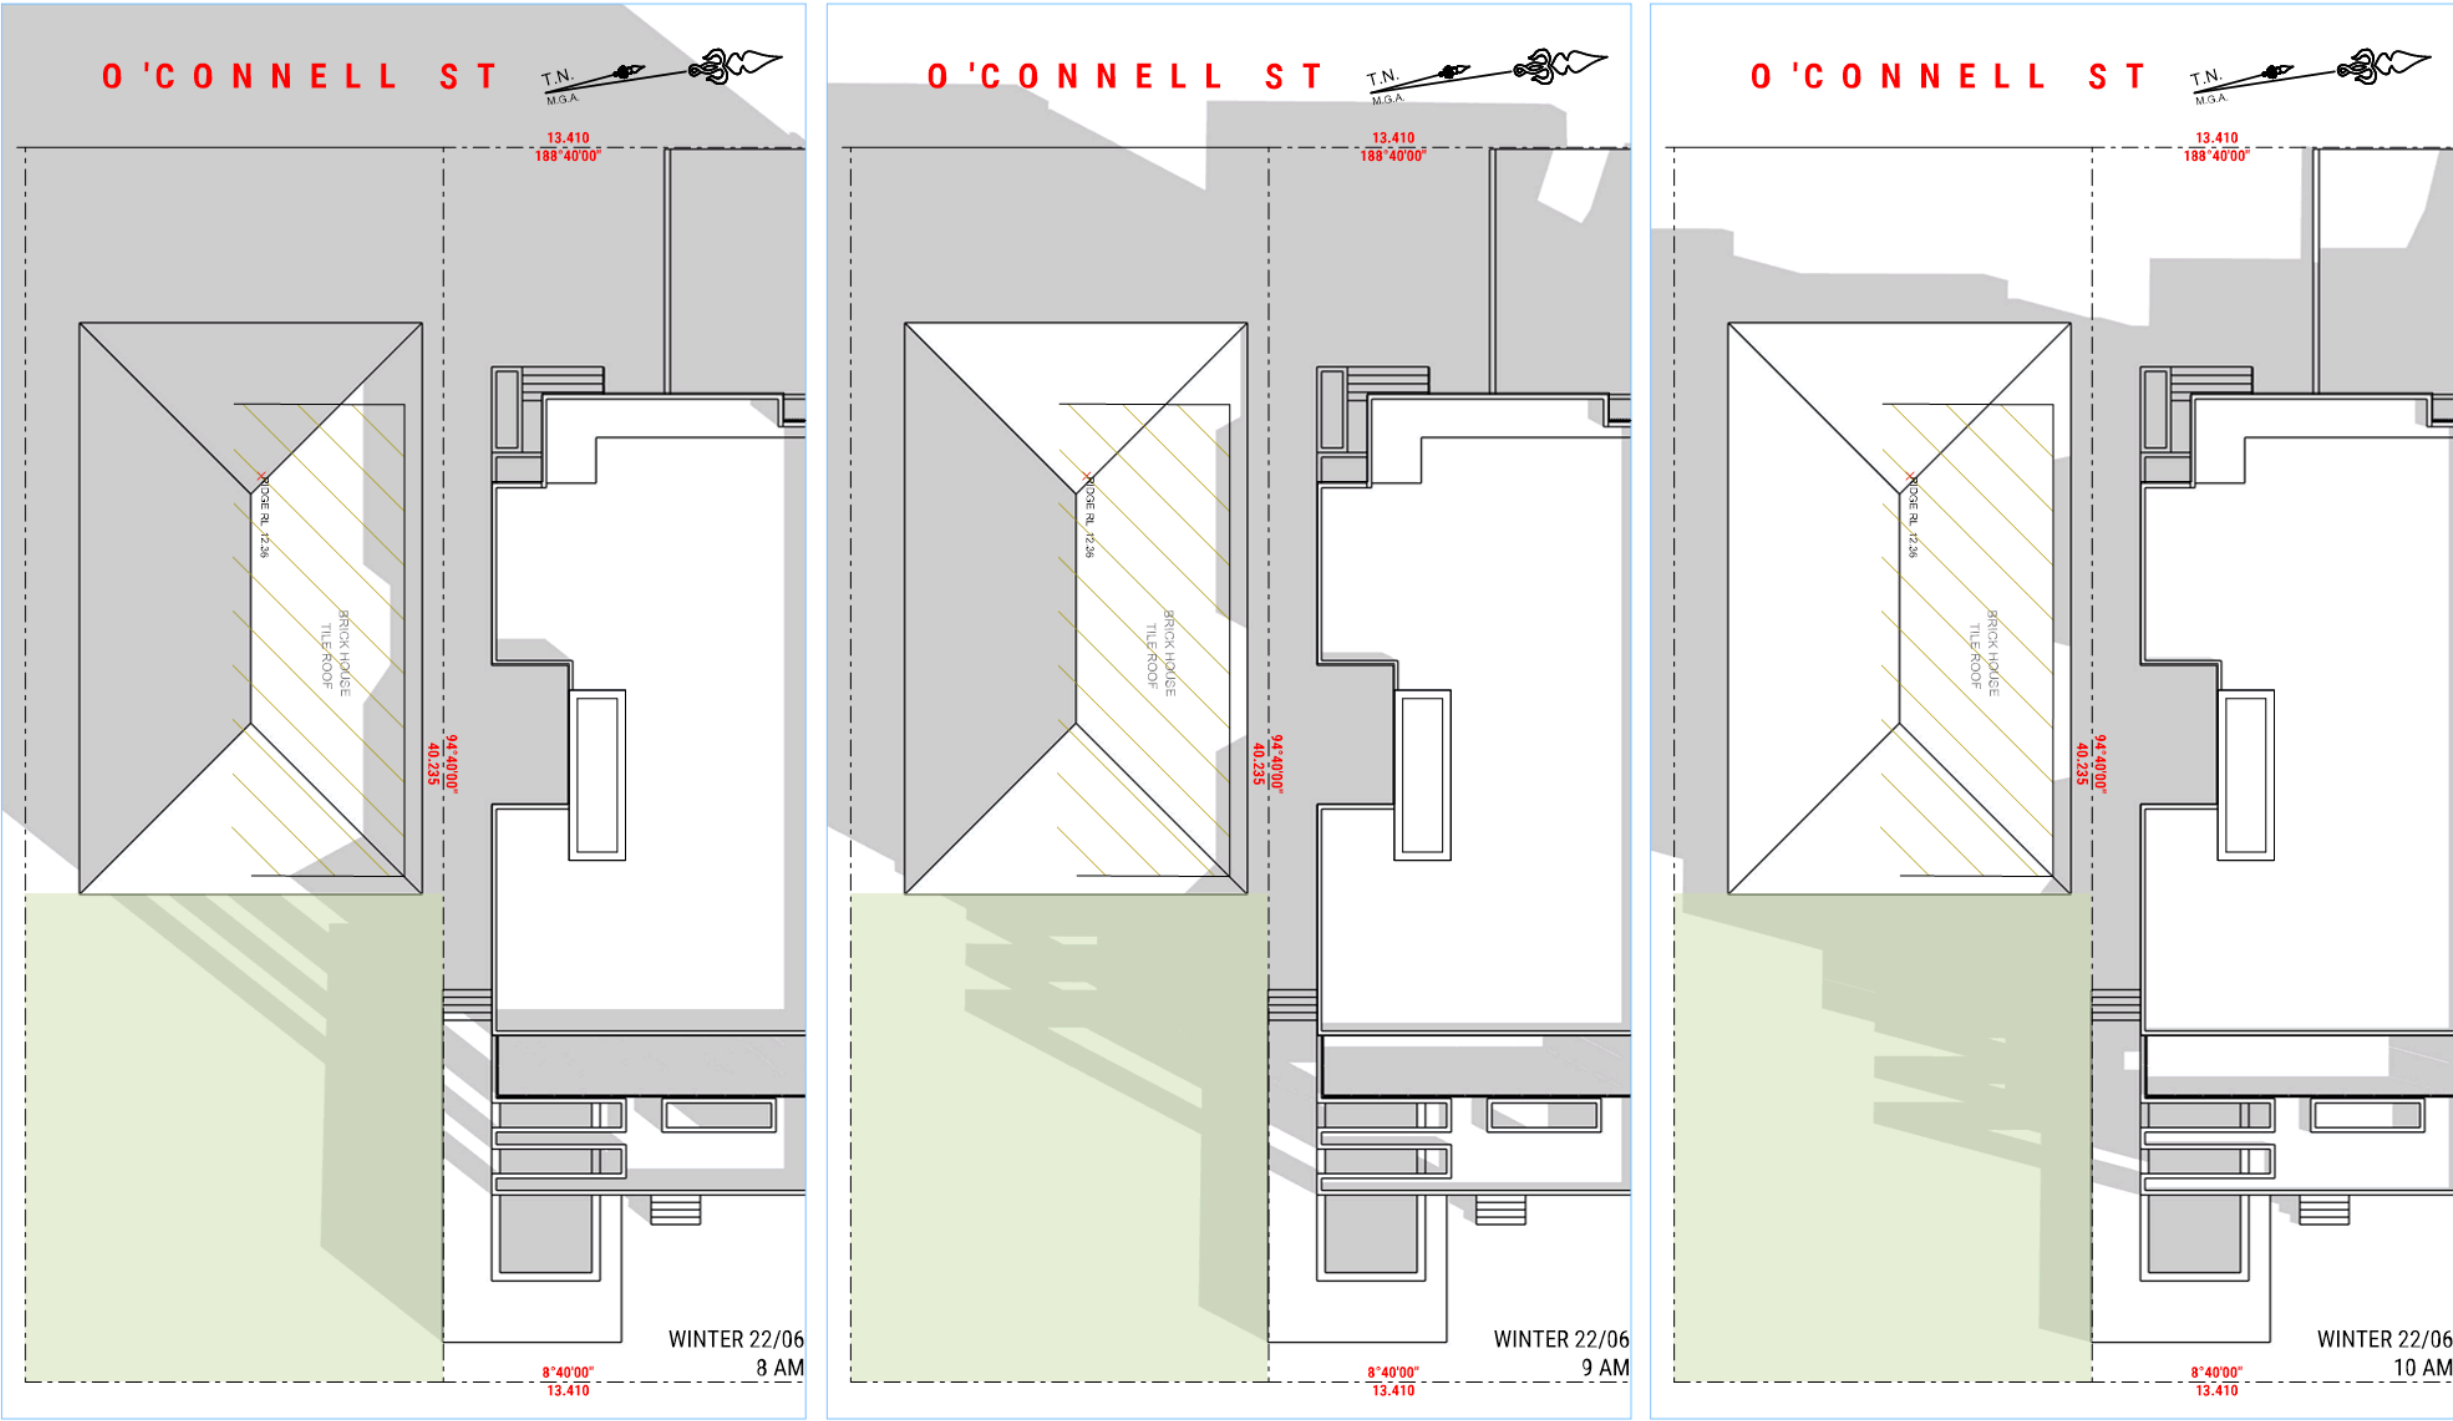 O'CONNELL ST
T.N.
M.G.A.
13.410
188°40'00"
RIDGE RL 12.36
BRICK HOUSE
TILE ROOF
94°40'00"
40.235
WINTER 22/06
8 AM
8°40'00"
13.410
O'CONNELL ST
T.N.
M.G.A.
13.410
188°40'00"
RIDGE RL 12.36
BRICK HOUSE
TILE ROOF
94°40'00"
40.235
WINTER 22/06
9 AM
8°40'00"
13.410
O'CONNELL ST
T.N.
M.G.A.
13.410
188°40'00"
RIDGE RL 12.36
BRICK HOUSE
TILE ROOF
94°40'00"
40.235
WINTER 22/06
10 AM
8°40'00"
13.410